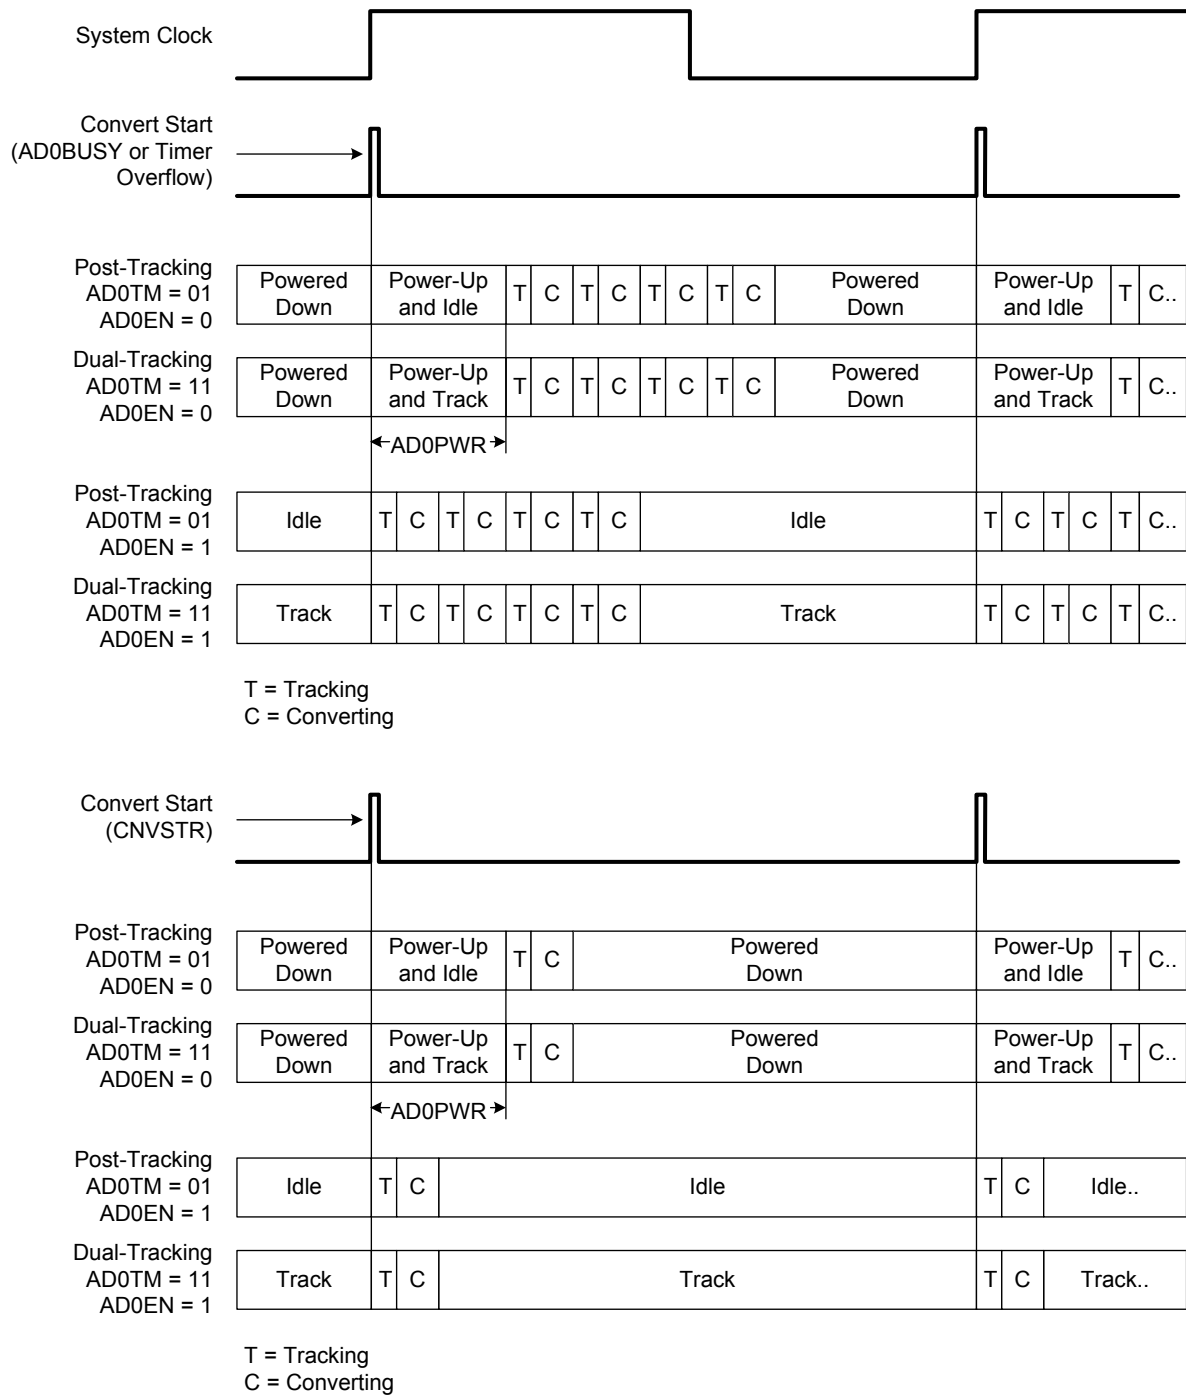 System Clock
Convert Start
(AD0BUSY or Timer
Overflow)
Post-Tracking
AD0TM = 01
AD0EN = 0
Powered
Down
Power-Up
and Idle
T C T C T C T C
Powered
Down
Power-Up
and Idle
T C..
Dual-Tracking
AD0TM = 11
AD0EN = 0
Powered
Down
Power-Up
and Track
T C T C T C T C
Powered
Down
Power-Up
and Track
T C..
AD0PWR
Post-Tracking
AD0TM = 01
AD0EN = 1
Idle T C T C T C T C Idle T C T C T C..
Dual-Tracking
AD0TM = 11
AD0EN = 1
Track T C T C T C T C Track T C T C T C..
T = Tracking
C = Converting
Convert Start
(CNVSTR)
Post-Tracking
AD0TM = 01
AD0EN = 0
Powered
Down
Power-Up
and Idle
T C
Powered
Down
Power-Up
and Idle
T C..
Dual-Tracking
AD0TM = 11
AD0EN = 0
Powered
Down
Power-Up
and Track
T C
Powered
Down
Power-Up
and Track
T C..
AD0PWR
Post-Tracking
AD0TM = 01
AD0EN = 1
Idle T C Idle T C Idle..
Dual-Tracking
AD0TM = 11
AD0EN = 1
Track T C Track T C Track..
T = Tracking
C = Converting